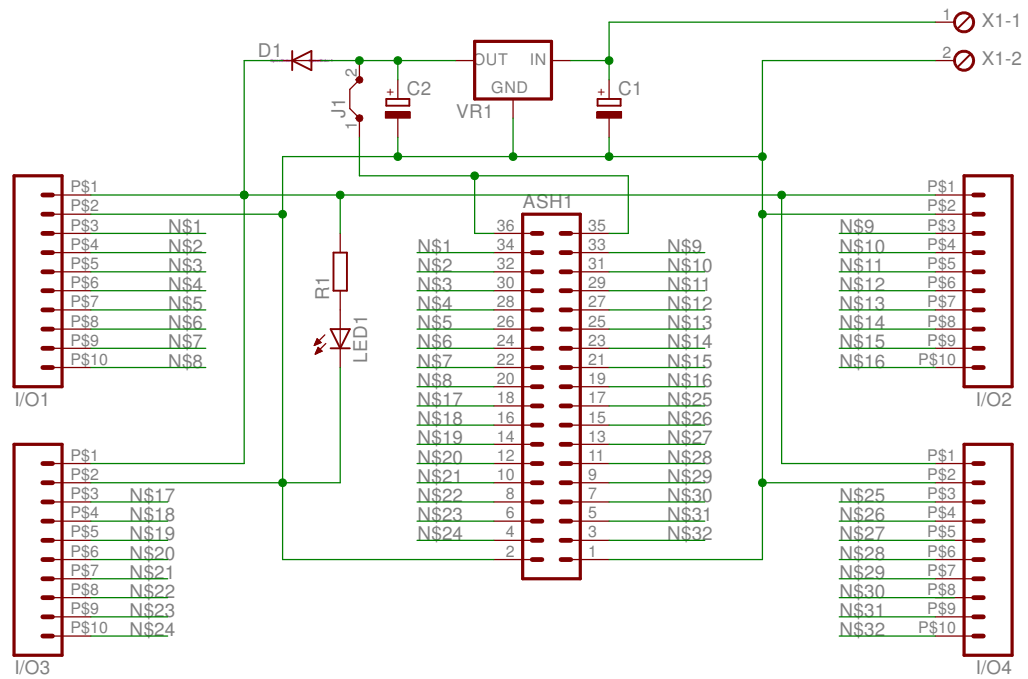 1 X1-1
D1 2 X1-2
OUT IN
2 + C2 GND + C1
J1 VR1
1
P$1 P$1
P$2 ASH1 P$2
P$3 N$1 36 35 N$9 P$3
P$4 N$2 N$1 34 33 N$9 N$10 P$4
P$5 N$3 N$2 32 31 N$10 N$11 P$5
P$6 N$4 R1 N$3 30 29 N$11 N$12 P$6
P$7 N$5 N$4 28 27 N$12 N$13 P$7
P$8 N$6 LED1 N$5 26 25 N$13 N$14 P$8
P$9 N$7 N$6 24 23 N$14 N$15 P$9
P$10 N$8 N$7 22 21 N$15 N$16 P$10
N$8 20 19 N$16
I/O1 N$17 18 17 N$25 I/O2
N$18 16 15 N$26
N$19 14 13 N$27
P$1 N$20 12 11 N$28 P$1
P$2 N$21 10 9 N$29 P$2
P$3 N$17 N$22 8 7 N$30 N$25 P$3
P$4 N$18 N$23 6 5 N$31 N$26 P$4
P$5 N$19 N$24 4 3 N$32 N$27 P$5
P$6 N$20 2 1 N$28 P$6
P$7 N$21 N$29 P$7
P$8 N$22 N$30 P$8
P$9 N$23 N$31 P$9
P$10 N$24 N$32 P$10
I/O3 I/O4